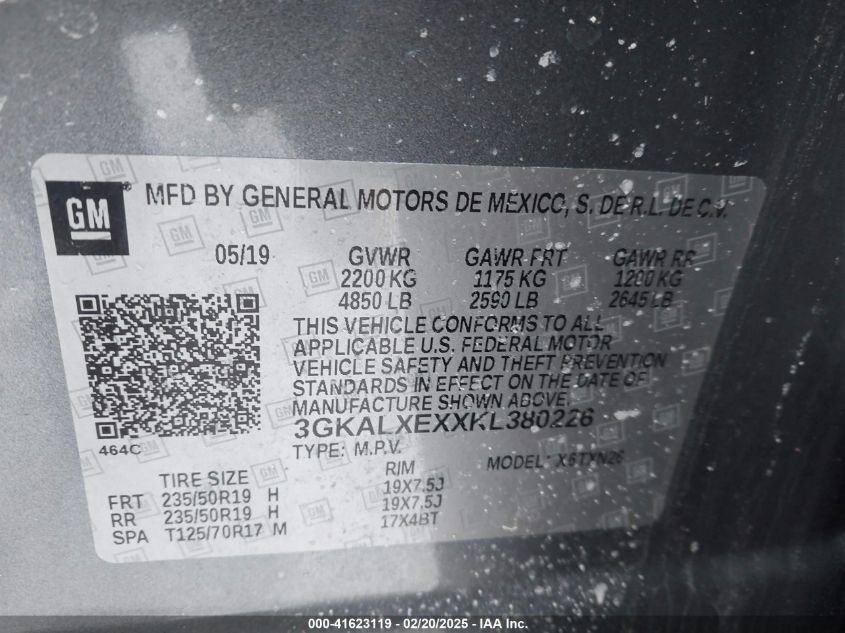 GM MFD BY GENERAL MOTORS DE MEXICO, S. DE R.L. DE C.V.
05/19 GVWR GAWR FRT GAWR RR
2200 KG 1175 KG 1200 KG
4850 LB 2590 LB 2645 LB
THIS VEHICLE CONFORMS TO ALL
APPLICABLE U.S. FEDERAL MOTOR
VEHICLE SAFETY AND THEFT PREVENTION
STANDARDS IN EFFECT ON THE DATE OF
MANUFACTURE SHOWN ABOVE.
3GKALXEXXKL380226
464C
TYPE: M.P.V. MODEL: X6TXN26
TIRE SIZE RIM
FRT 235/50R19 H 19X7.5J
RR 235/50R19 H 19X7.5J
SPA T125/70R17 M 17X4BT
000-41623119 - 02/20/2025 - IAA Inc.